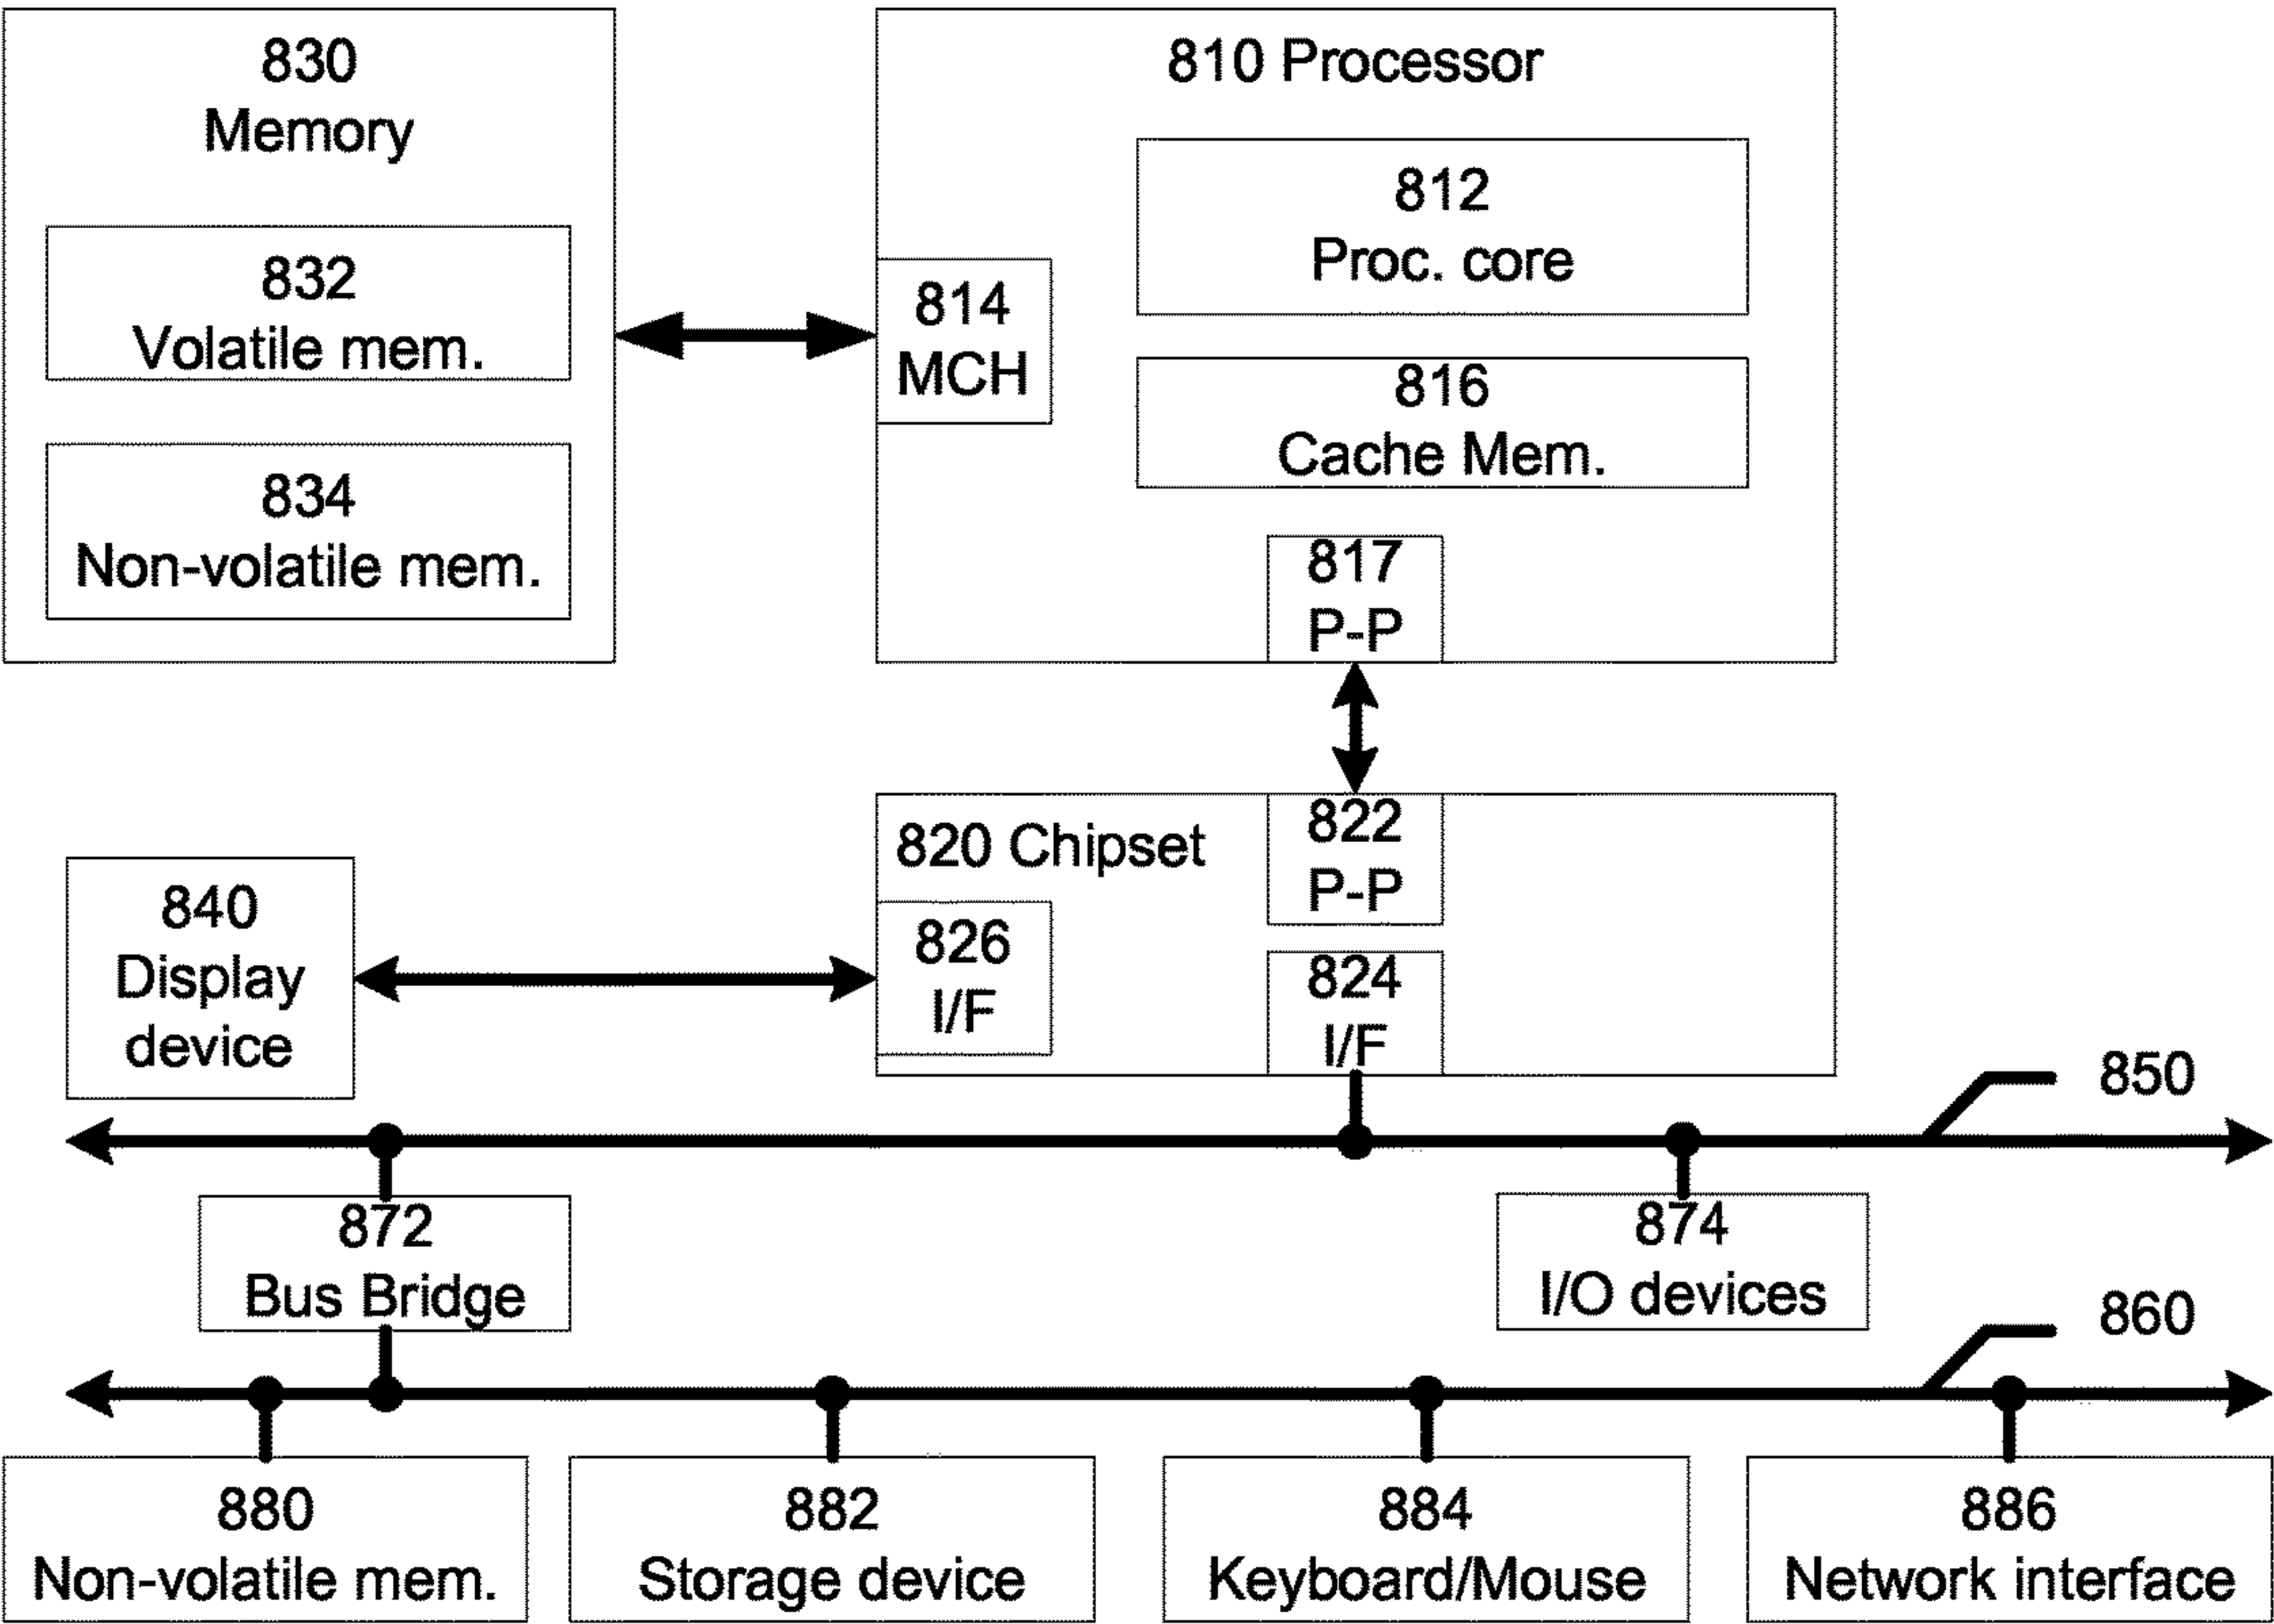 830
Memory
832
Volatile mem.
834
Non-volatile mem.
810 Processor
812
Proc. core
814
MCH
816
Cache Mem.
817
P-P
820 Chipset
822
P-P
826
I/F
824
I/F
840
Display
device
850
872
Bus Bridge
874
I/O devices
860
880
Non-volatile mem.
882
Storage device
884
Keyboard/Mouse
886
Network interface